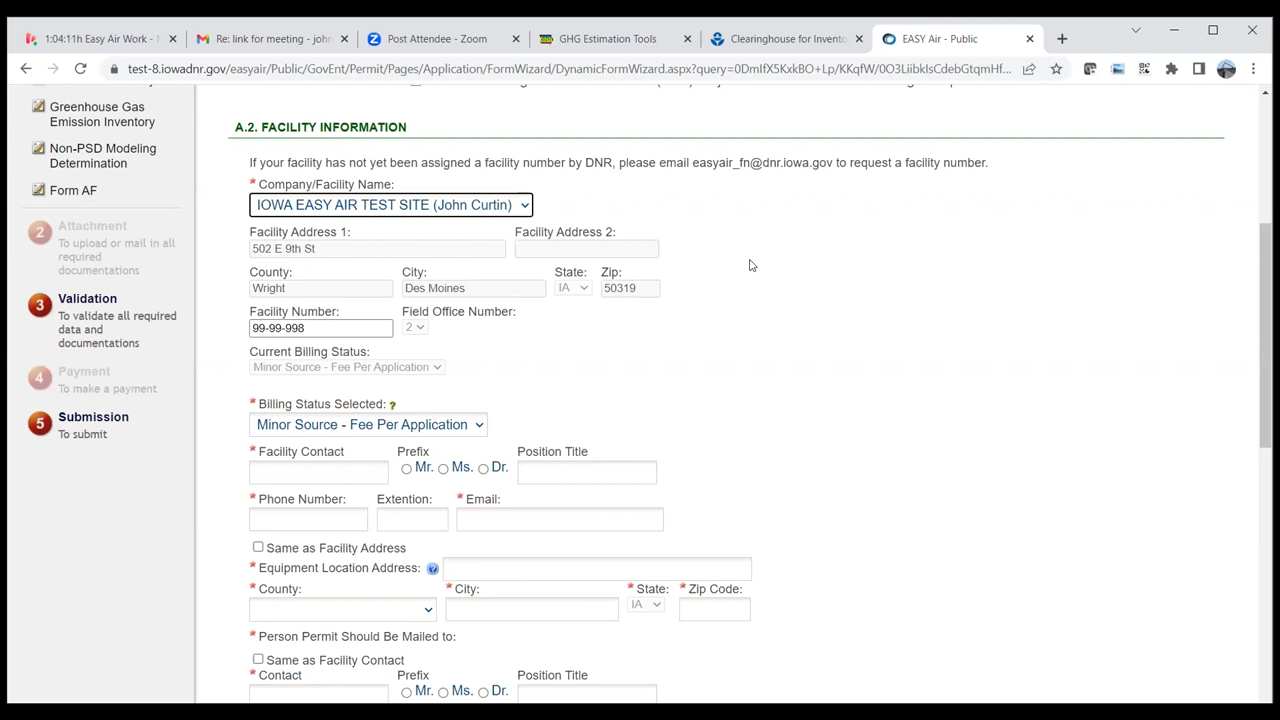 1:04:11h Easy Air Work -
Re: link for meeting - john
Post Attendee - Zoom
GHG Estimation Tools
Clearinghouse for Invento
EASY Air - Public
test-8.iowadnr.gov/easyair/Public/GovEnt/Permit/Pages/Application/FormWizard/DynamicFormWizard.aspx?query=0DmIfX5KxkBO+Lp/KKqfW/0O3LiibkIsCdebGtqmHf...
Greenhouse Gas
Emission Inventory
Non-PSD Modeling
Determination
Form AF
2 Attachment
To upload or mail in all
required
documentations
3 Validation
To validate all required
data and
documentations
4 Payment
To make a payment
5 Submission
To submit
A.2. FACILITY INFORMATION
If your facility has not yet been assigned a facility number by DNR, please email easyair_fn@dnr.iowa.gov to request a facility number.
* Company/Facility Name:
IOWA EASY AIR TEST SITE (John Curtin)
Facility Address 1: Facility Address 2:
502 E 9th St
County: City: State: Zip:
Wright Des Moines IA 50319
Facility Number: Field Office Number:
99-99-998 2
Current Billing Status:
Minor Source - Fee Per Application
* Billing Status Selected: ?
Minor Source - Fee Per Application
* Facility Contact Prefix Position Title
Mr. Ms. Dr.
* Phone Number: Extention: * Email:
Same as Facility Address
* Equipment Location Address: ?
* County: * City: * State: * Zip Code:
IA
* Person Permit Should Be Mailed to:
Same as Facility Contact
* Contact Prefix Position Title
Mr. Ms. Dr.